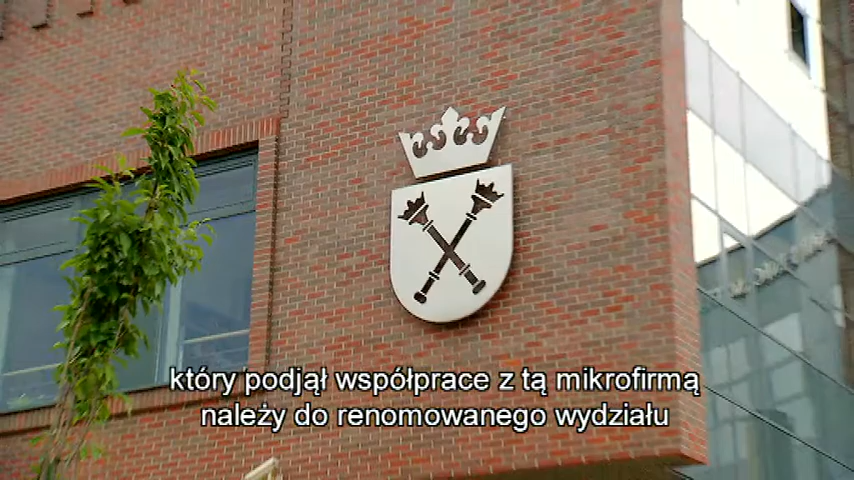 który podjął współprace z tą mikrofirmą
należy do renomowanego wydziału